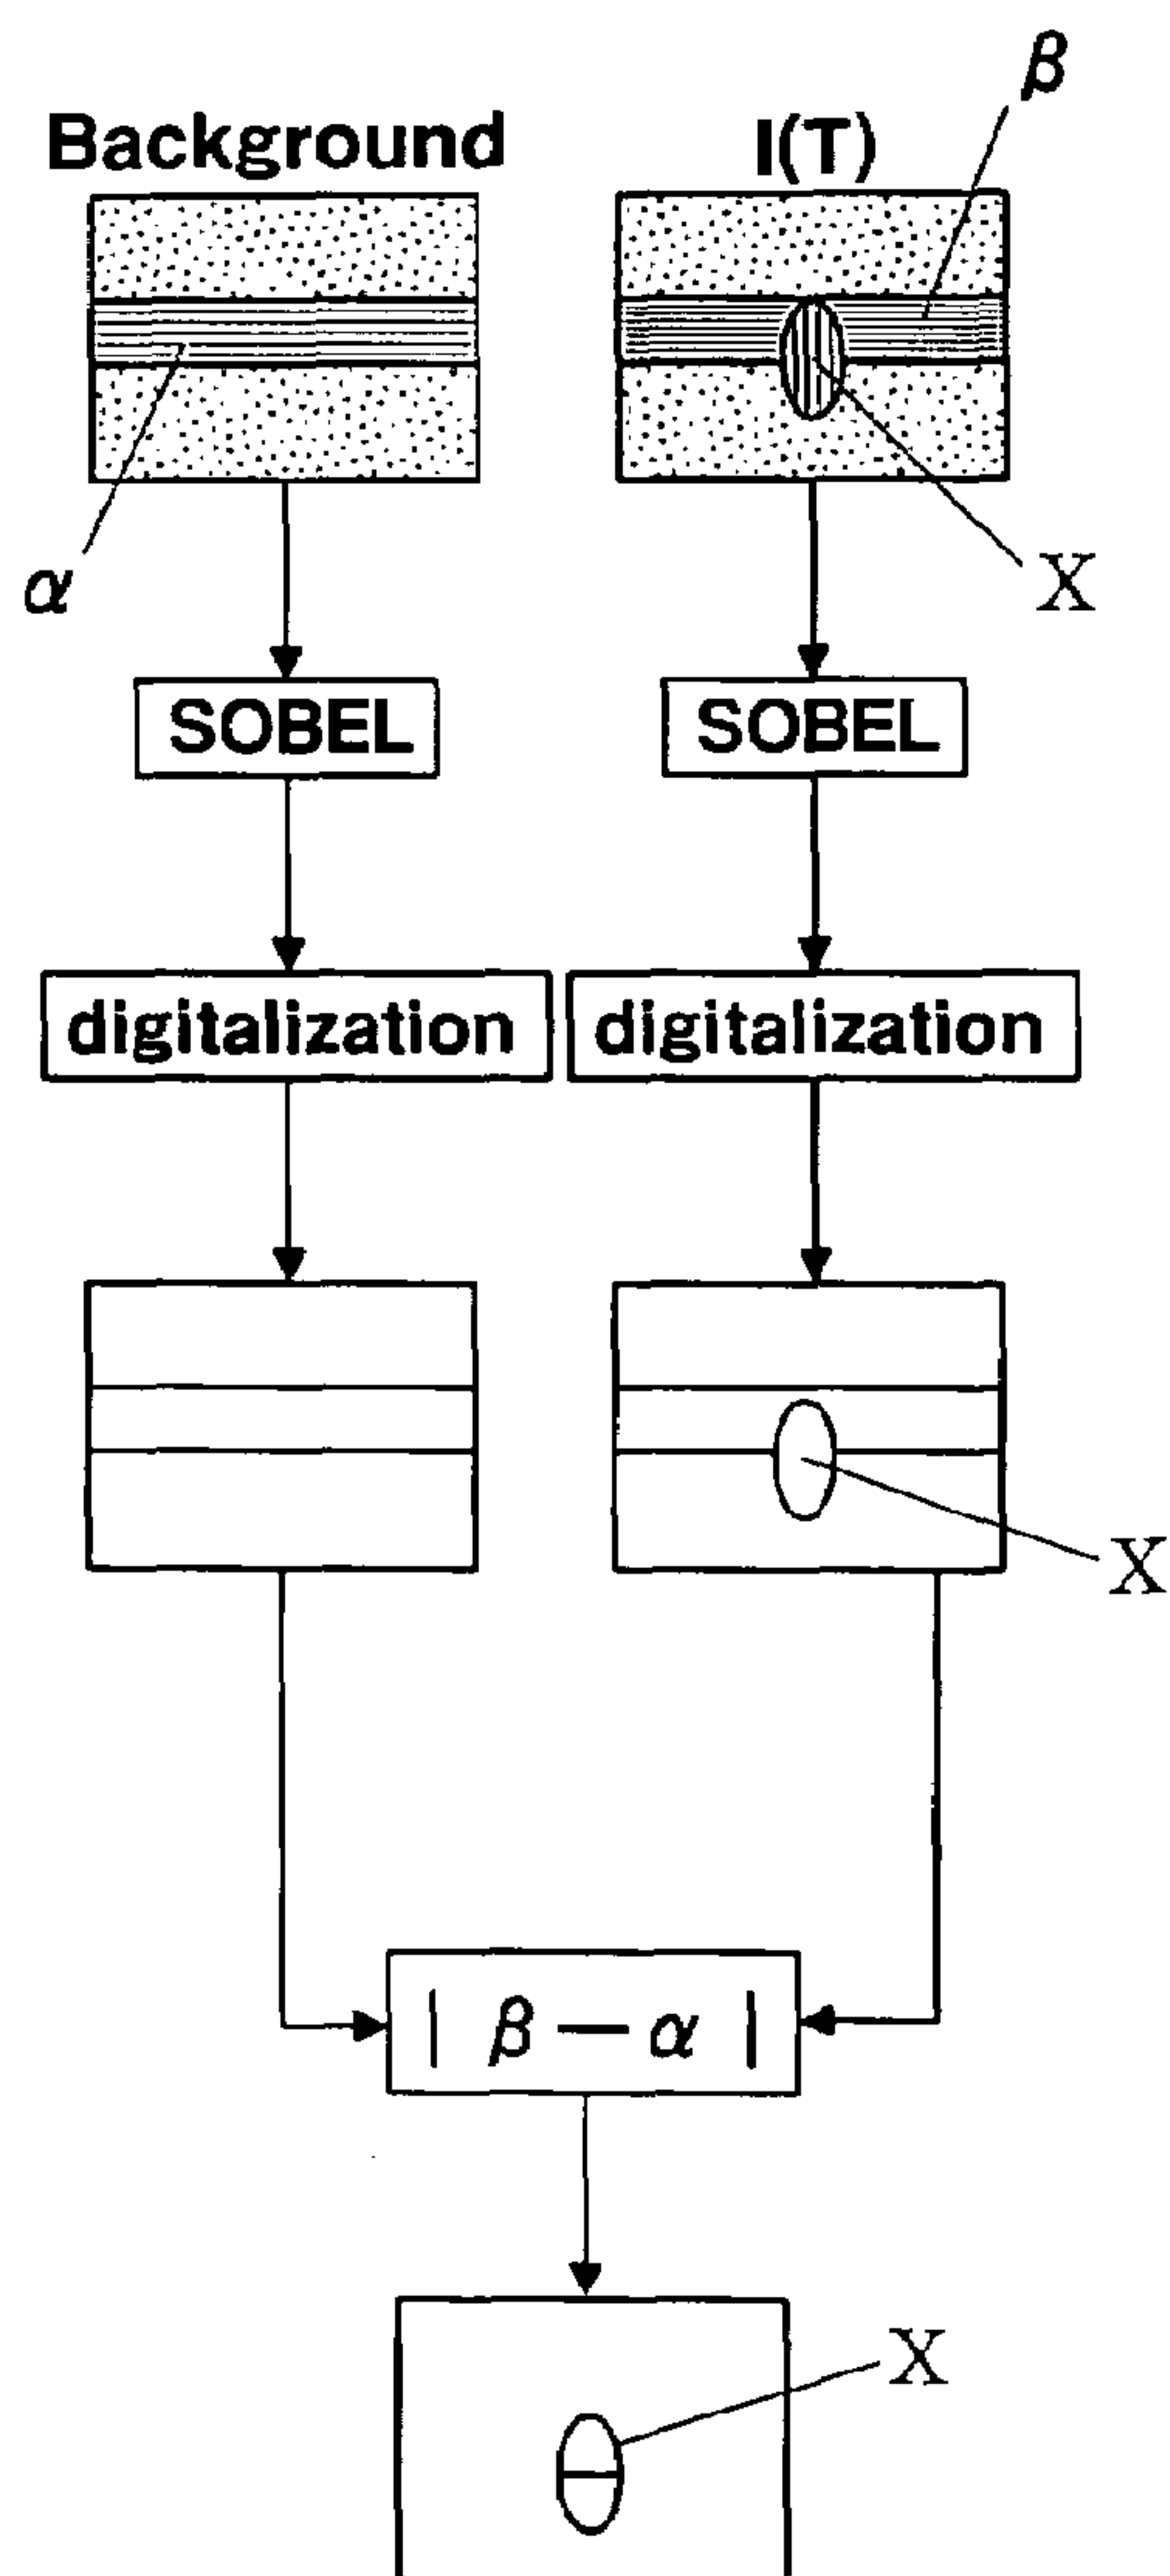 β
Background I(T)
α X
SOBEL SOBEL
digitalization digitalization
X
| β — α |
X